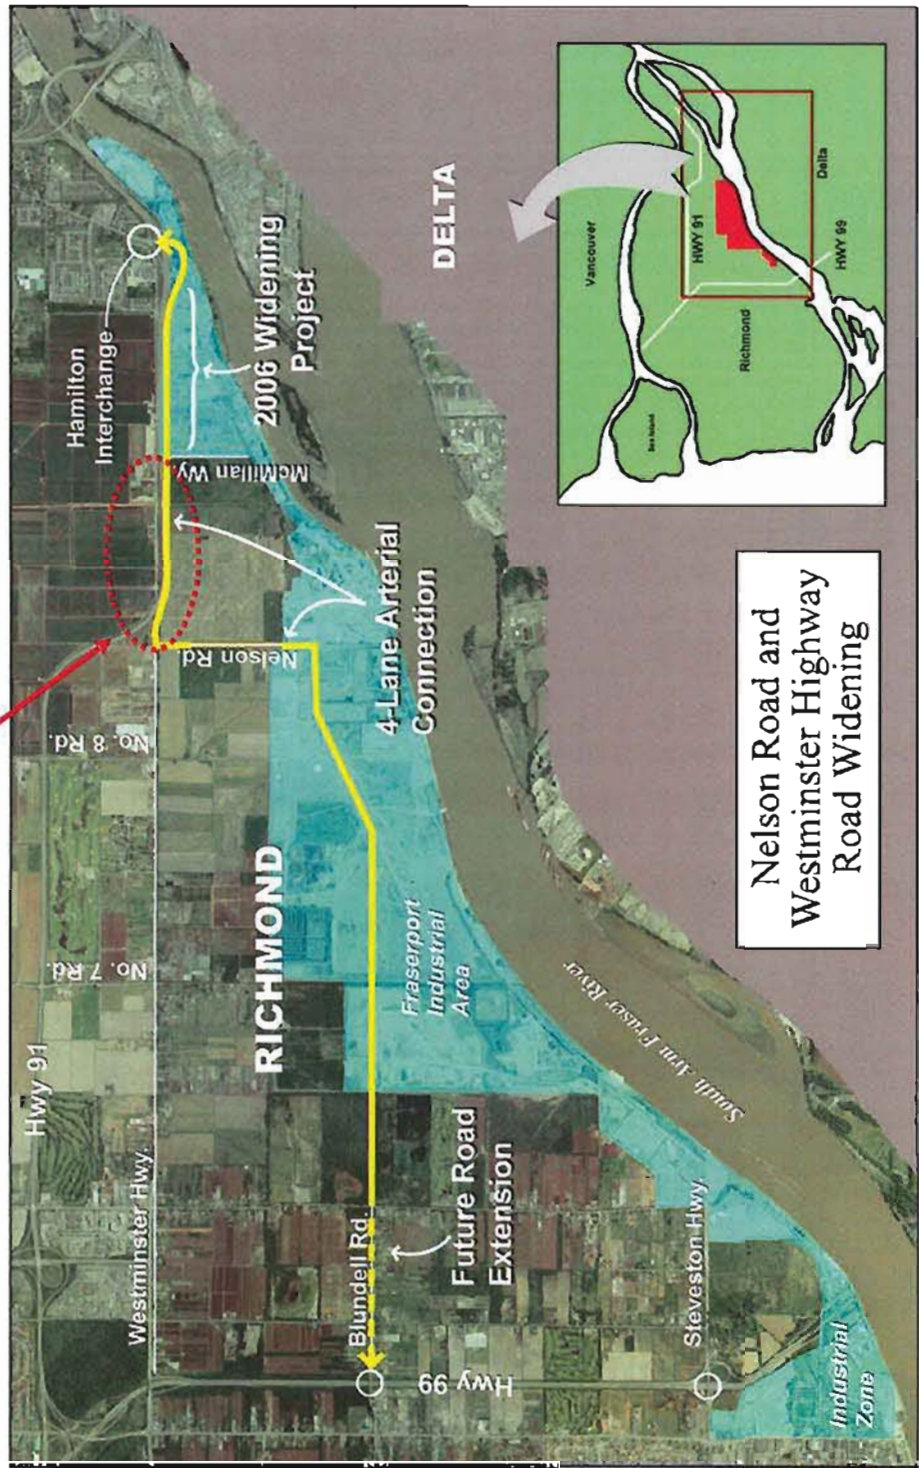 Hwy 91
Westminster Hwy.
No. 7 Rd.
No. 8 Rd.
Hamilton
Interchange
RICHMOND
Nelson Rd.
McMillan Wy.
2006 Widening
Project
4-Lane Arterial
Connection
DELTA
Blundell Rd.
Future Road
Extension
Fraserport
Industrial
Area
Hwy 99
South Arm Fraser River
Steveston Hwy.
Industrial
Zone
Nelson Road and
Westminster Highway
Road Widening
Vancouver
Sea Island
HWY 91
Richmond
Delta
HWY 99